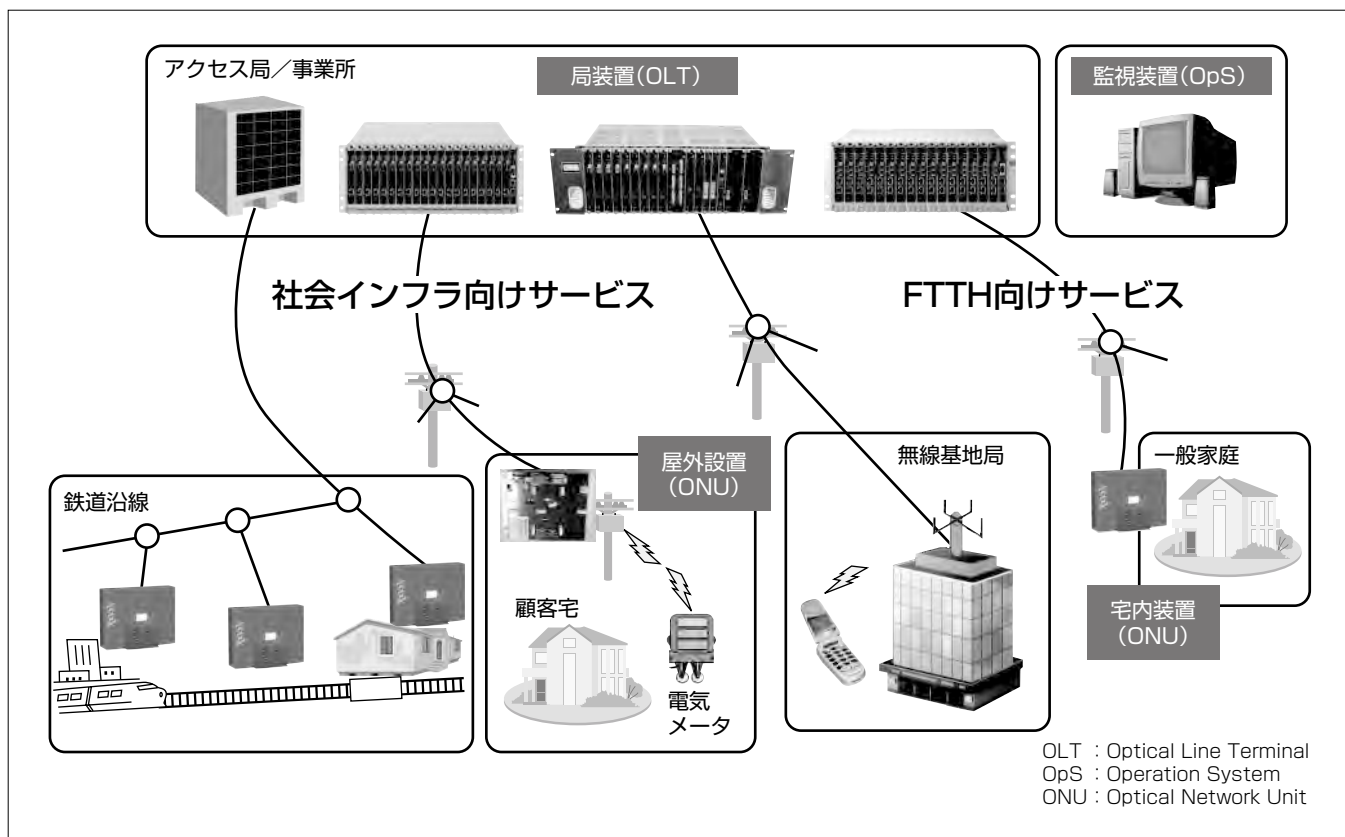 アクセス局／事業所
局装置(OLT)
監視装置(OpS)
社会インフラ向けサービス
FTTH向けサービス
鉄道沿線
屋外設置
(ONU)
顧客宅
電気
メータ
無線基地局
一般家庭
宅内装置
(ONU)
OLT ：Optical Line Terminal
OpS ：Operation System
ONU：Optical Network Unit